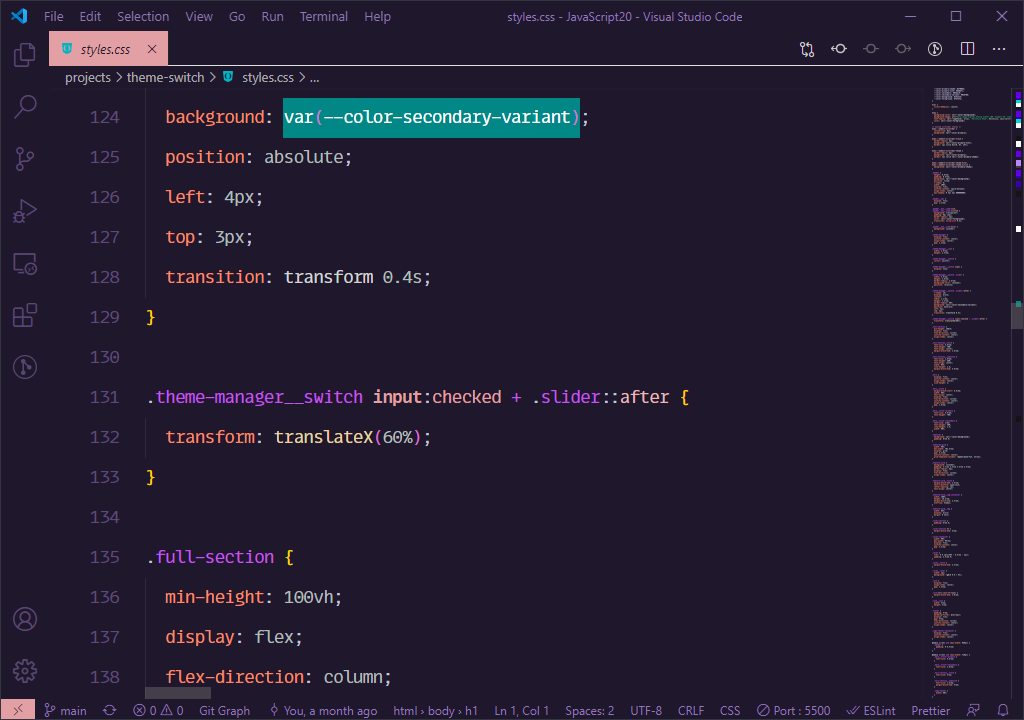 File Edit Selection View Go Run Terminal Help styles.css - JavaScript20 - Visual Studio Code
styles.css
projects > theme-switch > styles.css > ...
124 background: var(--color-secondary-variant);
125 position: absolute;
126 left: 4px;
127 top: 3px;
128 transition: transform 0.4s;
129 }
130
131 .theme-manager__switch input:checked + .slider::after {
132 transform: translateX(60%);
133 }
134
135 .full-section {
136 min-height: 100vh;
137 display: flex;
138 flex-direction: column;
main 0 0 Git Graph You, a month ago html > body > h1 Ln 1, Col 1 Spaces: 2 UTF-8 CRLF CSS Port : 5500 ESLint Prettier